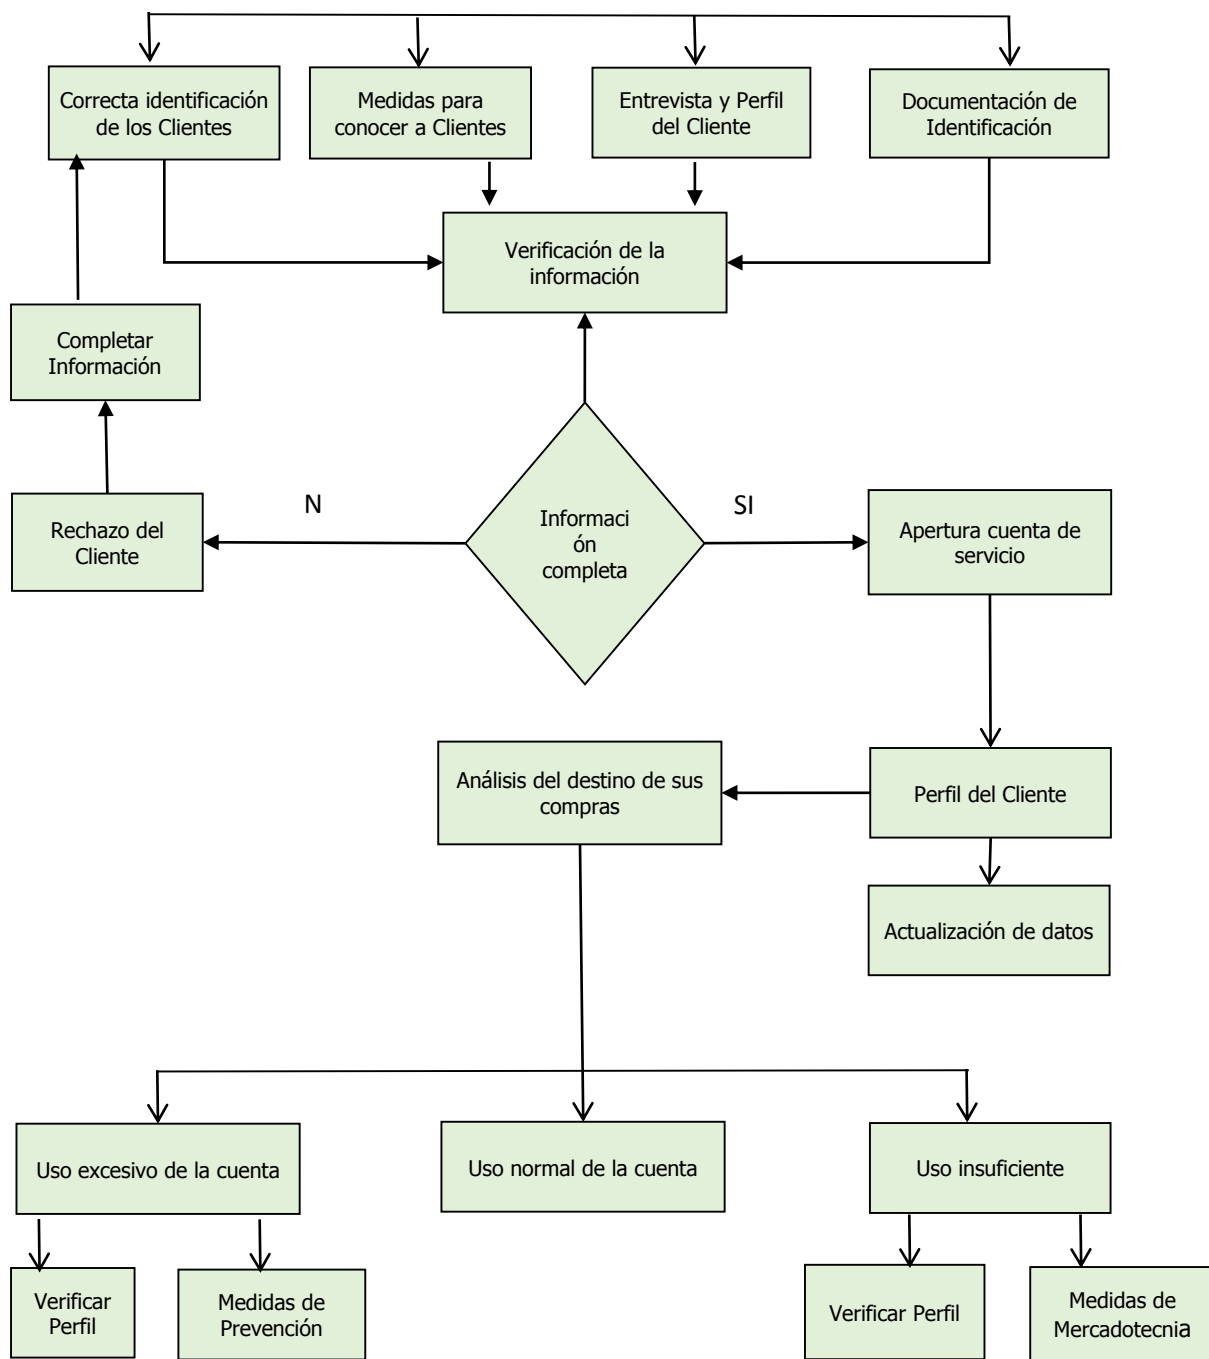 Correcta identificación
de los Clientes
Medidas para
conocer a Clientes
Entrevista y Perfil
del Cliente
Documentación de
Identificación
Verificación de la
información
Completar
Información
N
SI
Rechazo del
Cliente
Informaci
ón
completa
Apertura cuenta de
servicio
Análisis del destino de sus
compras
Perfil del Cliente
Actualización de datos
Uso excesivo de la cuenta
Uso normal de la cuenta
Uso insuficiente
Verificar
Perfil
Medidas de
Prevención
Verificar Perfil
Medidas de
Mercadotecnia